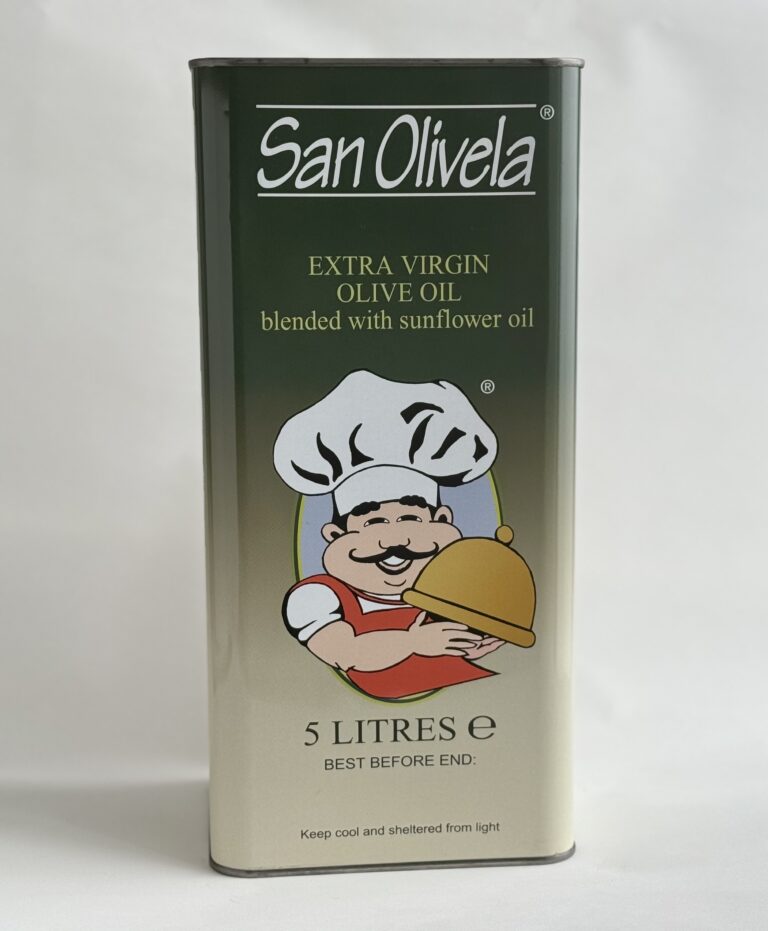 San Olivela ®
EXTRA VIRGIN
OLIVE OIL
blended with sunflower oil
®
5 LITRES ℮
BEST BEFORE END:
Keep cool and sheltered from light